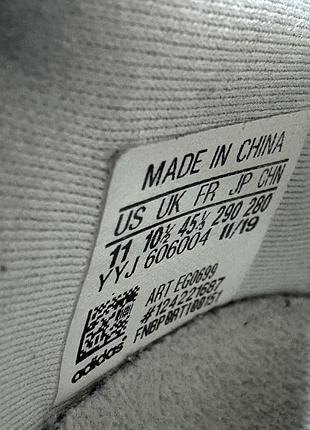 MADE IN CHINA
US UK FR JP CHN
11 10½ 45⅓ 290 280
YYJ 606004 11/19
ART EG0699
#124221687
FNBP0RT100151
adidas